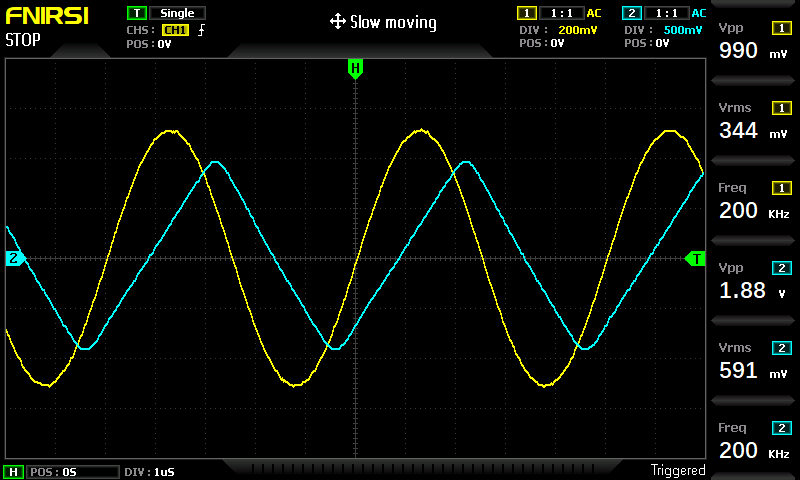 FNIRSI
STOP
T Single
CHS: CH1
POS: 0V
Slow moving
1 1:1 AC
DIV: 200mV
POS: 0V
2 1:1 AC
DIV: 500mV
POS: 0V
H
2
T
Vpp 1
990 mV
Vrms 1
344 mV
Freq 1
200 KHz
Vpp 2
1.88 V
Vrms 2
591 mV
Freq 2
200 KHz
H POS: 0S DIV: 1uS
Triggered